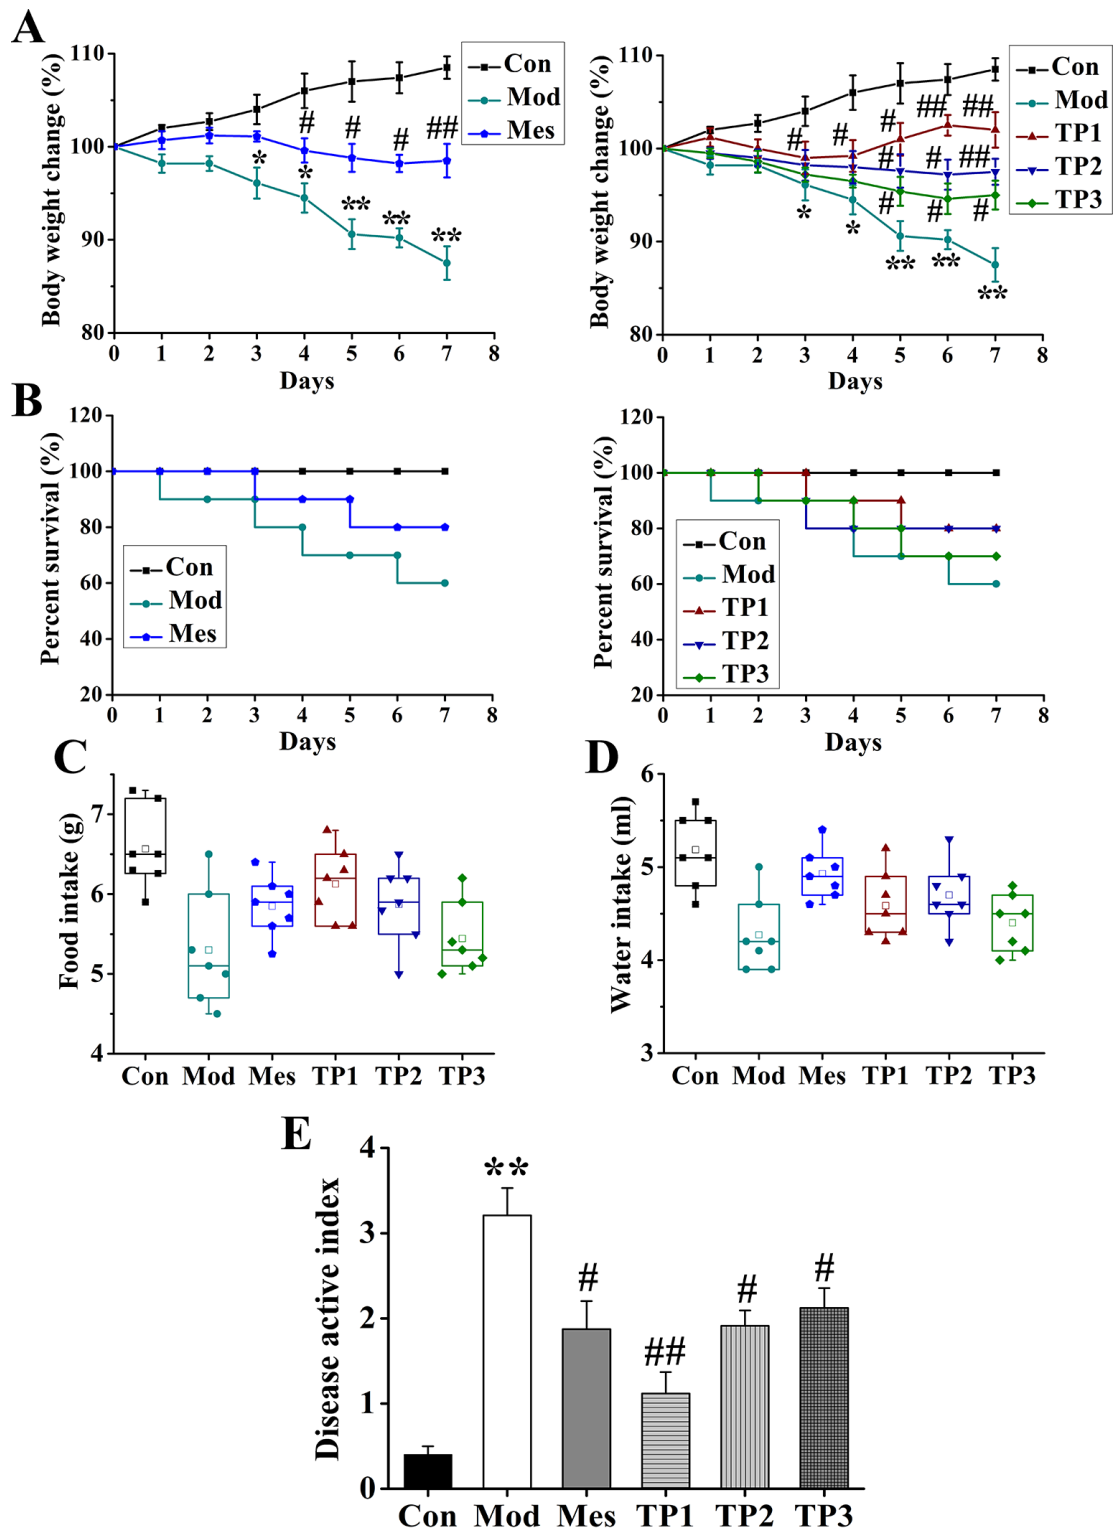 A
Body weight change (%)
110
100
90
80
0 1 2 3 4 5 6 7 8
Days
Con
Mod
Mes
# # # ##
* * ** ** **
Body weight change (%)
110
100
90
80
0 1 2 3 4 5 6 7 8
Days
Con
Mod
TP1
TP2
TP3
# # # ## ##
# # ##
# # #
* * ** ** **
B
Percent survival (%)
120
100
80
60
40
20
0 1 2 3 4 5 6 7 8
Days
Con
Mod
Mes
Percent survival (%)
120
100
80
60
40
20
0 1 2 3 4 5 6 7 8
Days
Con
Mod
TP1
TP2
TP3
C
Food intake (g)
7
6
5
4
Con Mod Mes TP1 TP2 TP3
D
Water intake (ml)
6
5
4
3
Con Mod Mes TP1 TP2 TP3
E
Disease active index
4
3
2
1
0
** # ## # #
Con Mod Mes TP1 TP2 TP3